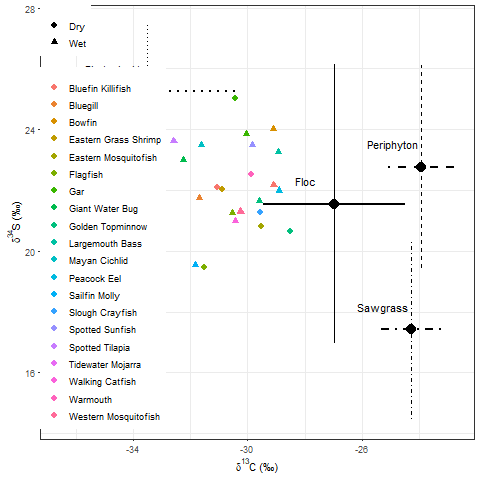 28
24
20
16
δ34S (‰)
Dry
Wet
Bluefin Killifish
Bluegill
Bowfin
Eastern Grass Shrimp
Eastern Mosquitofish
Flagfish
Gar
Giant Water Bug
Golden Topminnow
Largemouth Bass
Mayan Cichlid
Peacock Eel
Sailfin Molly
Slough Crayfish
Spotted Sunfish
Spotted Tilapia
Tidewater Mojarra
Walking Catfish
Warmouth
Western Mosquitofish
Periphyton
Floc
Sawgrass
-34
-30
-26
δ13C (‰)